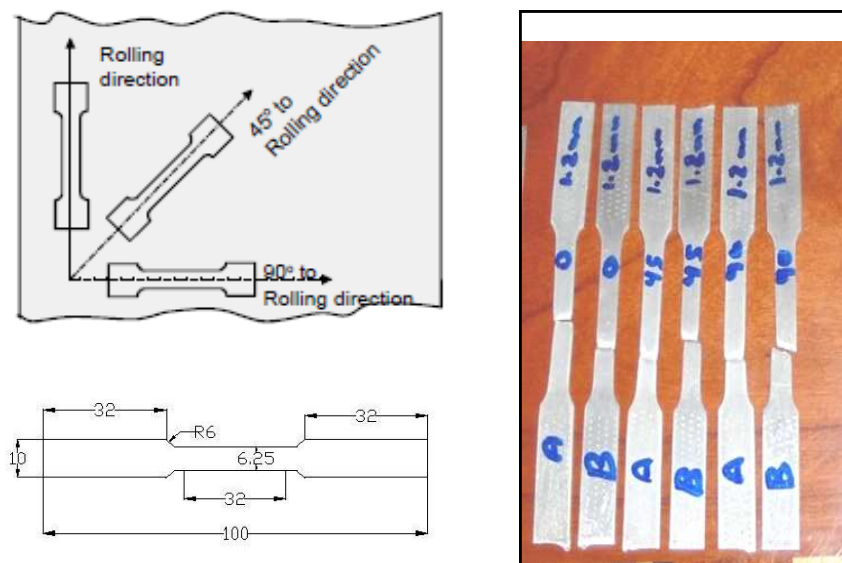 Rolling
direction
45° to
Rolling direction
90° to
Rolling direction
32
32
R6
10
6.25
32
100
1.2mm
1.2mm
1.2mm
1.2mm
1.2mm
1.2mm
0
0
45
45
90
90
A
B
A
B
A
B